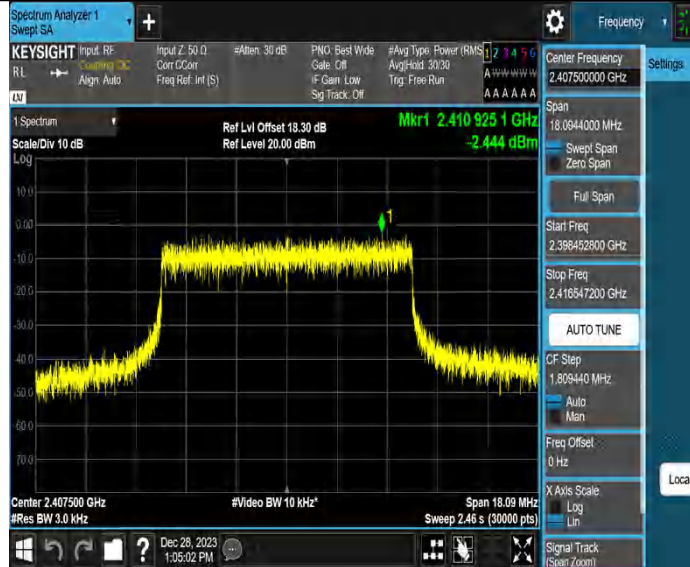 Spectrum Analyzer 1
Swept SA
+
Frequency
KEYSIGHT
Input: RF
Coupling: DC
Align: Auto
Input Z: 50 Ω
Corr CCorr
Freq Ref: Int (S)
#Atten: 30 dB
PNO: Best Wide
Gate: Off
IF Gain: Low
Sig Track: Off
#Avg Type: Power (RMS
Avg|Hold: 30/30
Trig: Free Run
1 2 3 4 5 6
A W W W W W
A A A A A A
RL
LXI
1 Spectrum
Scale/Div 10 dB
Log
Ref Lvl Offset 18.30 dB
Ref Level 20.00 dBm
Mkr1 2.410 925 1 GHz
-2.444 dBm
10.0
0.00
-10.0
-20.0
-30.0
-40.0
-50.0
-60.0
-70.0
1
Center 2.407500 GHz
#Res BW 3.0 kHz
#Video BW 10 kHz*
Span 18.09 MHz
Sweep 2.46 s (30000 pts)
Center Frequency
2.407500000 GHz
Span
18.0944000 MHz
Swept Span
Zero Span
Full Span
Start Freq
2.398452800 GHz
Stop Freq
2.416547200 GHz
AUTO TUNE
CF Step
1.809440 MHz
Auto
Man
Freq Offset
0 Hz
X Axis Scale
Log
Lin
Signal Track
(Span Zoom)
Settings
Loca
?
Dec 28, 2023
1:05:02 PM